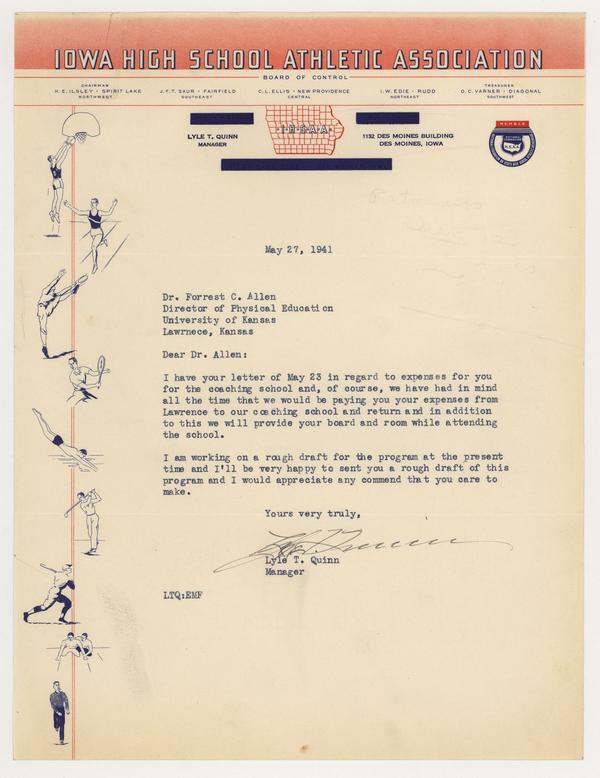 IOWA HIGH SCHOOL ATHLETIC ASSOCIATION
BOARD OF CONTROL
CHAIRMAN
H. E. ILSLEY · SPIRIT LAKE
NORTHWEST
J. F. T. SAUR · FAIRFIELD
SOUTHEAST
C. L. ELLIS · NEW PROVIDENCE
CENTRAL
I. W. EDIE · RUDD
NORTHEAST
TREASURER
O. C. VARNER · DIAGONAL
SOUTHWEST
LYLE T. QUINN
MANAGER
I·H·S·A·A
1132 DES MOINES BUILDING
DES MOINES, IOWA
MEMBER
May 27, 1941
Dr. Forrest C. Allen
Director of Physical Education
University of Kansas
Lawrnece, Kansas
Dear Dr. Allen:
I have your letter of May 23 in regard to expenses for you
for the coaching school and, of course, we have had in mind
all the time that we would be paying you your expenses from
Lawrence to our coaching school and return and in addition
to this we will provide your board and room while attending
the school.
I am working on a rough draft for the program at the present
time and I'll be very happy to sent you a rough draft of this
program and I would appreciate any commend that you care to
make.
Yours very truly,
Lyle T. Quinn
Manager
LTQ:EMF